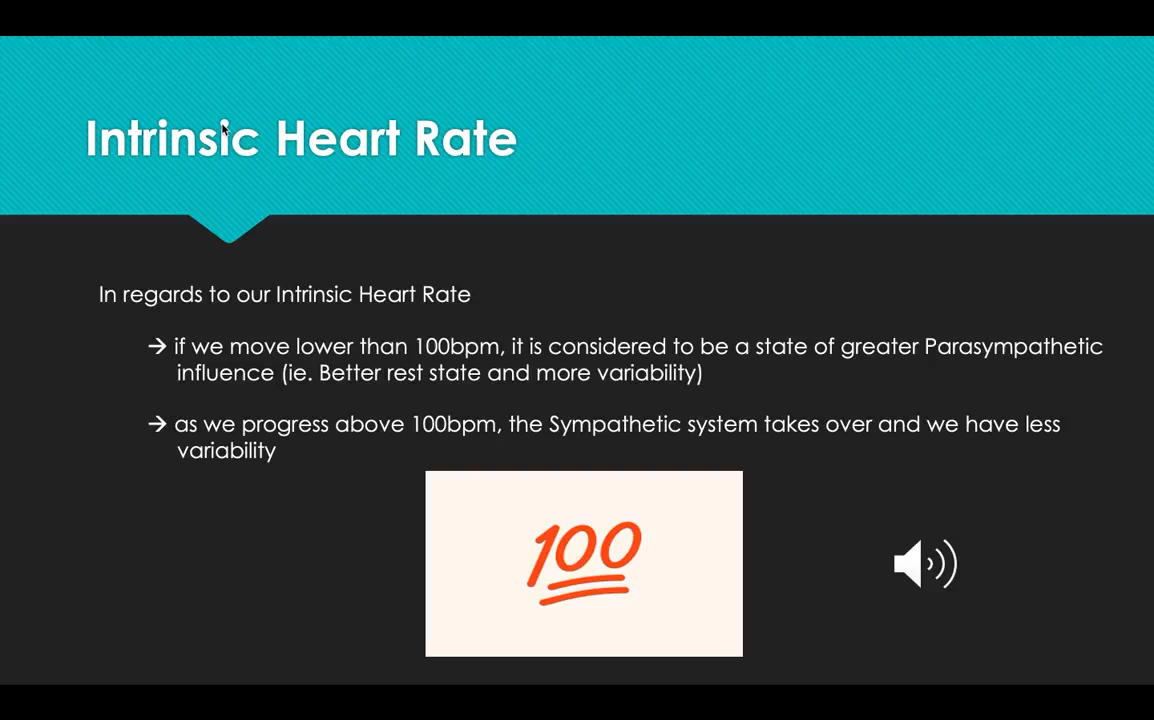 Intrinsic Heart Rate
In regards to our Intrinsic Heart Rate
→ if we move lower than 100bpm, it is considered to be a state of greater Parasympathetic
influence (ie. Better rest state and more variability)
→ as we progress above 100bpm, the Sympathetic system takes over and we have less
variability
100